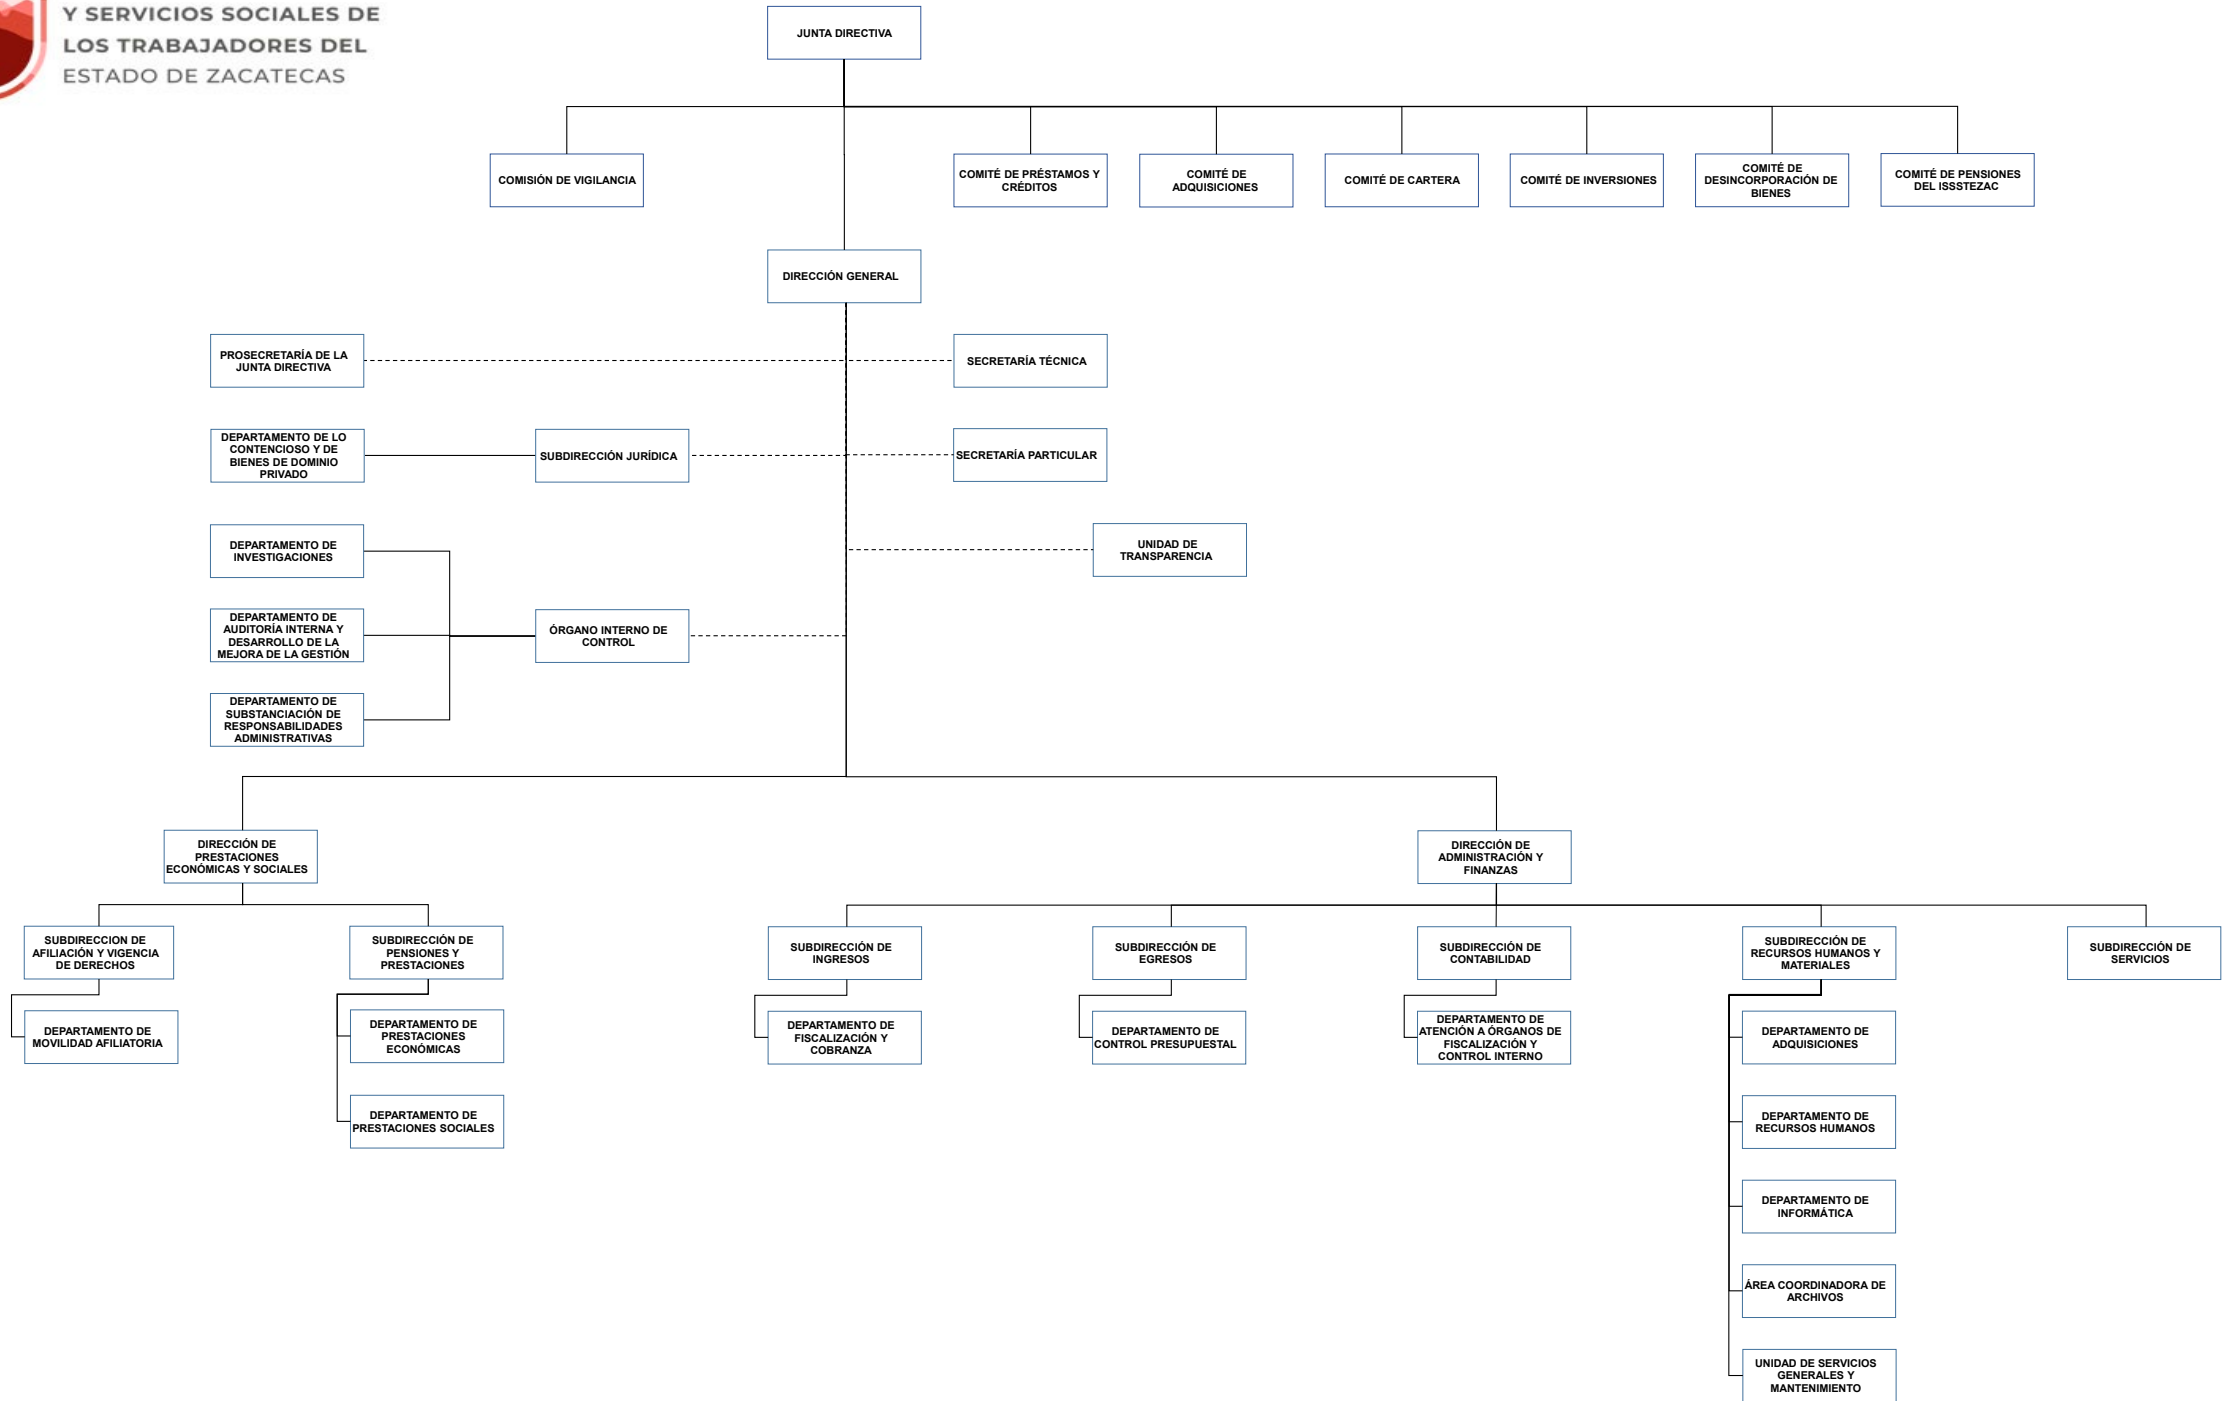 Y SERVICIOS SOCIALES DE
LOS TRABAJADORES DEL
ESTADO DE ZACATECAS
JUNTA DIRECTIVA
COMISIÓN DE VIGILANCIA
COMITÉ DE PRÉSTAMOS Y
CRÉDITOS
COMITÉ DE
ADQUISICIONES
COMITÉ DE CARTERA
COMITÉ DE INVERSIONES
COMITÉ DE
DESINCORPORACIÓN DE
BIENES
COMITÉ DE PENSIONES
DEL ISSSTEZAC
DIRECCIÓN GENERAL
PROSECRETARÍA DE LA
JUNTA DIRECTIVA
SECRETARÍA TÉCNICA
DEPARTAMENTO DE LO
CONTENCIOSO Y DE
BIENES DE DOMINIO
PRIVADO
SUBDIRECCIÓN JURÍDICA
SECRETARÍA PARTICULAR
DEPARTAMENTO DE
INVESTIGACIONES
UNIDAD DE
TRANSPARENCIA
DEPARTAMENTO DE
AUDITORÍA INTERNA Y
DESARROLLO DE LA
MEJORA DE LA GESTIÓN
ÓRGANO INTERNO DE
CONTROL
DEPARTAMENTO DE
SUBSTANCIACIÓN DE
RESPONSABILIDADES
ADMINISTRATIVAS
DIRECCIÓN DE
PRESTACIONES
ECONÓMICAS Y SOCIALES
DIRECCIÓN DE
ADMINISTRACIÓN Y
FINANZAS
SUBDIRECCION DE
AFILIACIÓN Y VIGENCIA
DE DERECHOS
SUBDIRECCIÓN DE
PENSIONES Y
PRESTACIONES
SUBDIRECCIÓN DE
INGRESOS
SUBDIRECCIÓN DE
EGRESOS
SUBDIRECCIÓN DE
CONTABILIDAD
SUBDIRECCIÓN DE
RECURSOS HUMANOS Y
MATERIALES
SUBDIRECCIÓN DE
SERVICIOS
DEPARTAMENTO DE
MOVILIDAD AFILIATORIA
DEPARTAMENTO DE
PRESTACIONES
ECONÓMICAS
DEPARTAMENTO DE
FISCALIZACIÓN Y
COBRANZA
DEPARTAMENTO DE
CONTROL PRESUPUESTAL
DEPARTAMENTO DE
ATENCIÓN A ÓRGANOS DE
FISCALIZACIÓN Y
CONTROL INTERNO
DEPARTAMENTO DE
ADQUISICIONES
DEPARTAMENTO DE
PRESTACIONES SOCIALES
DEPARTAMENTO DE
RECURSOS HUMANOS
DEPARTAMENTO DE
INFORMÁTICA
ÁREA COORDINADORA DE
ARCHIVOS
UNIDAD DE SERVICIOS
GENERALES Y
MANTENIMIENTO